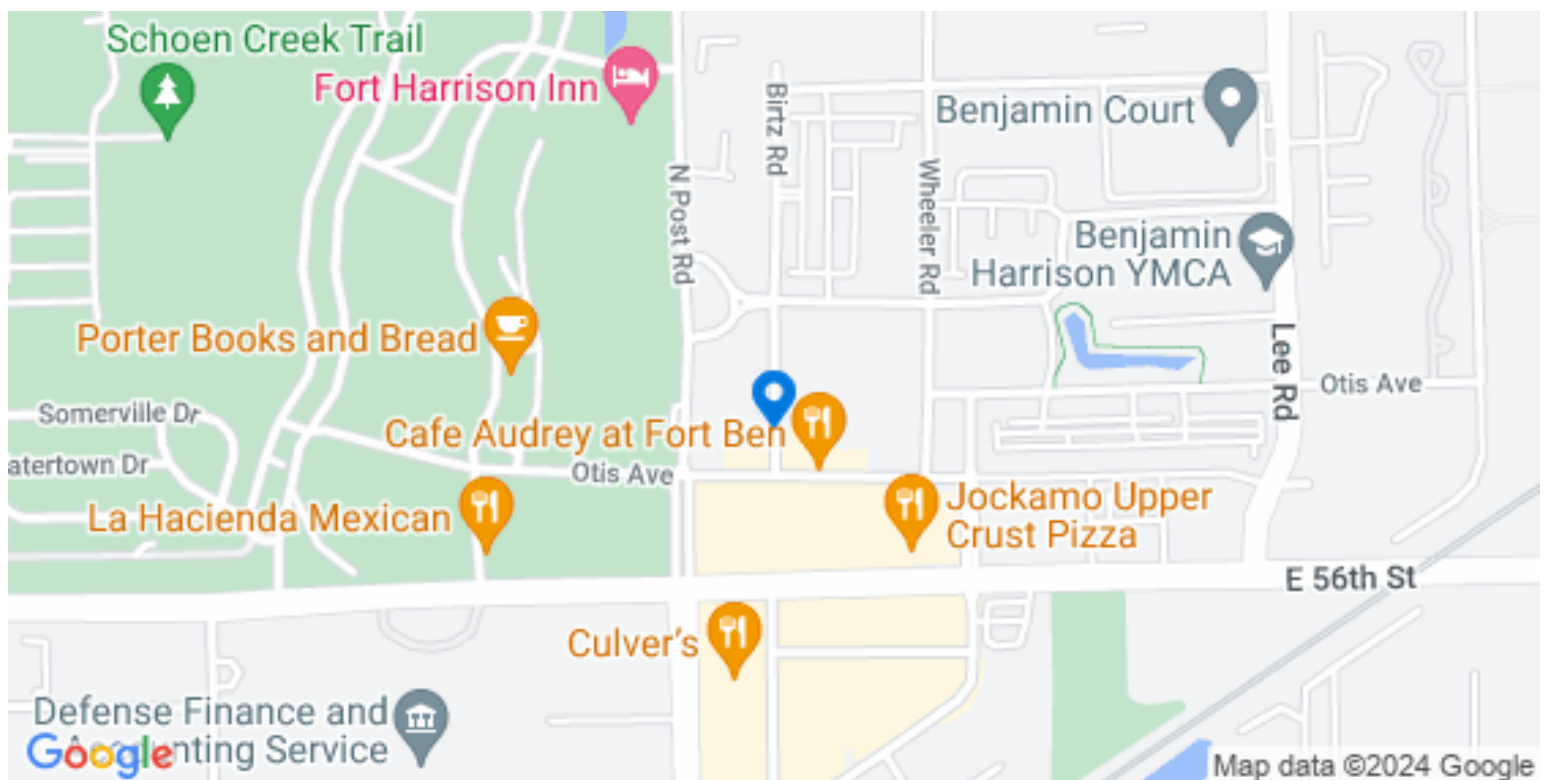 Schoen Creek Trail
Fort Harrison Inn
Birtz Rd
Benjamin Court
N Post Rd
Wheeler Rd
Benjamin
Harrison YMCA
Porter Books and Bread
Lee Rd
Otis Ave
Somerville Dr
Cafe Audrey at Fort Ben
atertown Dr
Otis Ave
La Hacienda Mexican
Jockamo Upper
Crust Pizza
E 56th St
Culver's
Defense Finance and
Accounting Service
Google
Map data ©2024 Google